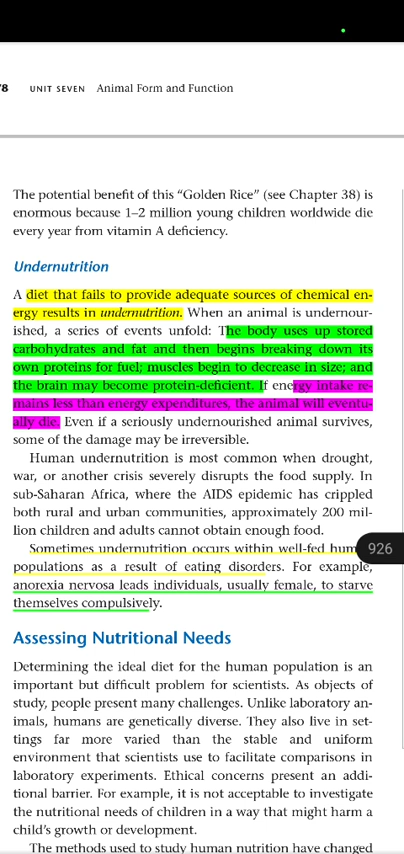 78 UNIT SEVEN Animal Form and Function
The potential benefit of this “Golden Rice” (see Chapter 38) is
enormous because 1–2 million young children worldwide die
every year from vitamin A deficiency.
Undernutrition
A diet that fails to provide adequate sources of chemical en-
ergy results in undernutrition. When an animal is undernour-
ished, a series of events unfold: The body uses up stored
carbohydrates and fat and then begins breaking down its
own proteins for fuel; muscles begin to decrease in size; and
the brain may become protein-deficient. If energy intake re-
mains less than energy expenditures, the animal will eventu-
ally die. Even if a seriously undernourished animal survives,
some of the damage may be irreversible.
Human undernutrition is most common when drought,
war, or another crisis severely disrupts the food supply. In
sub-Saharan Africa, where the AIDS epidemic has crippled
both rural and urban communities, approximately 200 mil-
lion children and adults cannot obtain enough food.
Sometimes undernutrition occurs within well-fed hum
926
populations as a result of eating disorders. For example,
anorexia nervosa leads individuals, usually female, to starve
themselves compulsively.
Assessing Nutritional Needs
Determining the ideal diet for the human population is an
important but difficult problem for scientists. As objects of
study, people present many challenges. Unlike laboratory an-
imals, humans are genetically diverse. They also live in set-
tings far more varied than the stable and uniform
environment that scientists use to facilitate comparisons in
laboratory experiments. Ethical concerns present an addi-
tional barrier. For example, it is not acceptable to investigate
the nutritional needs of children in a way that might harm a
child’s growth or development.
The methods used to study human nutrition have changed